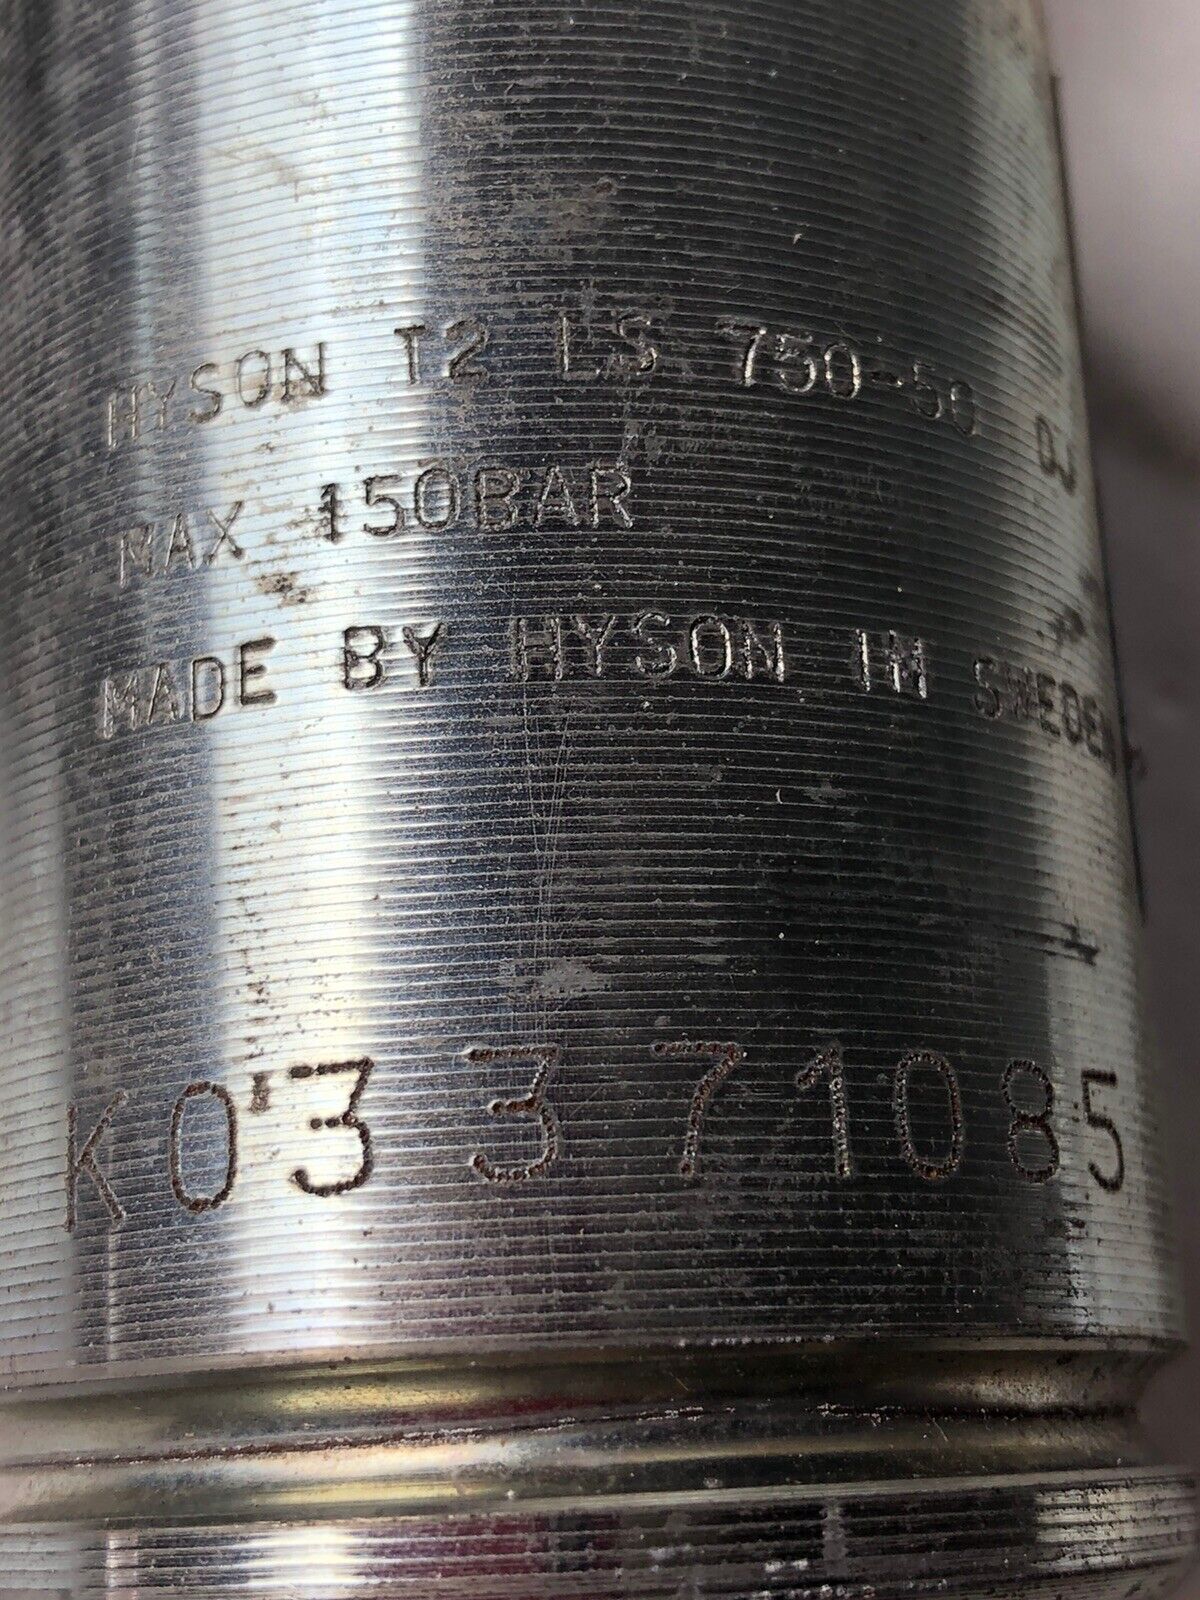 HYSON T2 LS 750-50
MAX 150BAR
MADE BY HYSON IN SWEDEN
K03 371085